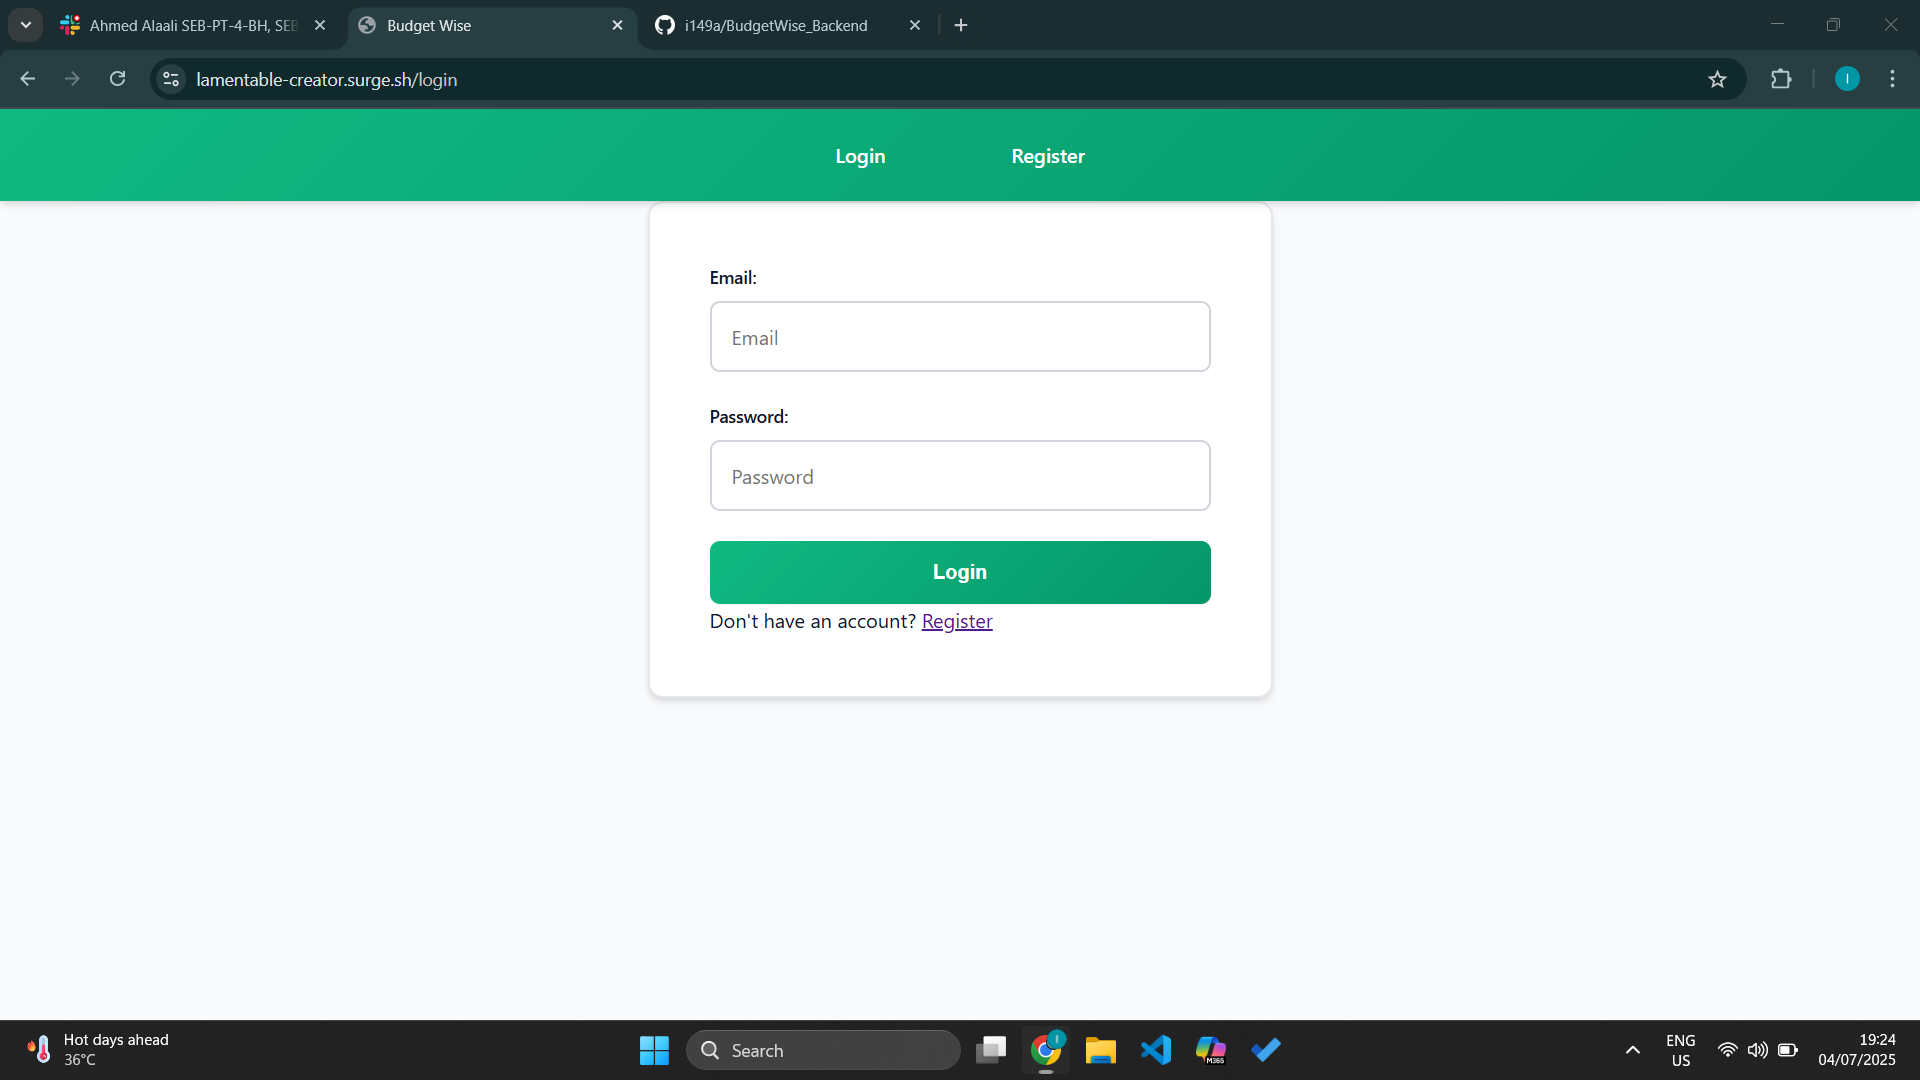 Ahmed Alaali SEB-PT-4-BH, SEB
Budget Wise
i149a/BudgetWise_Backend
lamentable-creator.surge.sh/login
I
Login
Register
Email:
Email
Password:
Password
Login
Don't have an account? Register
Hot days ahead
36°C
Search
I
M365
ENG
US
19:24
04/07/2025